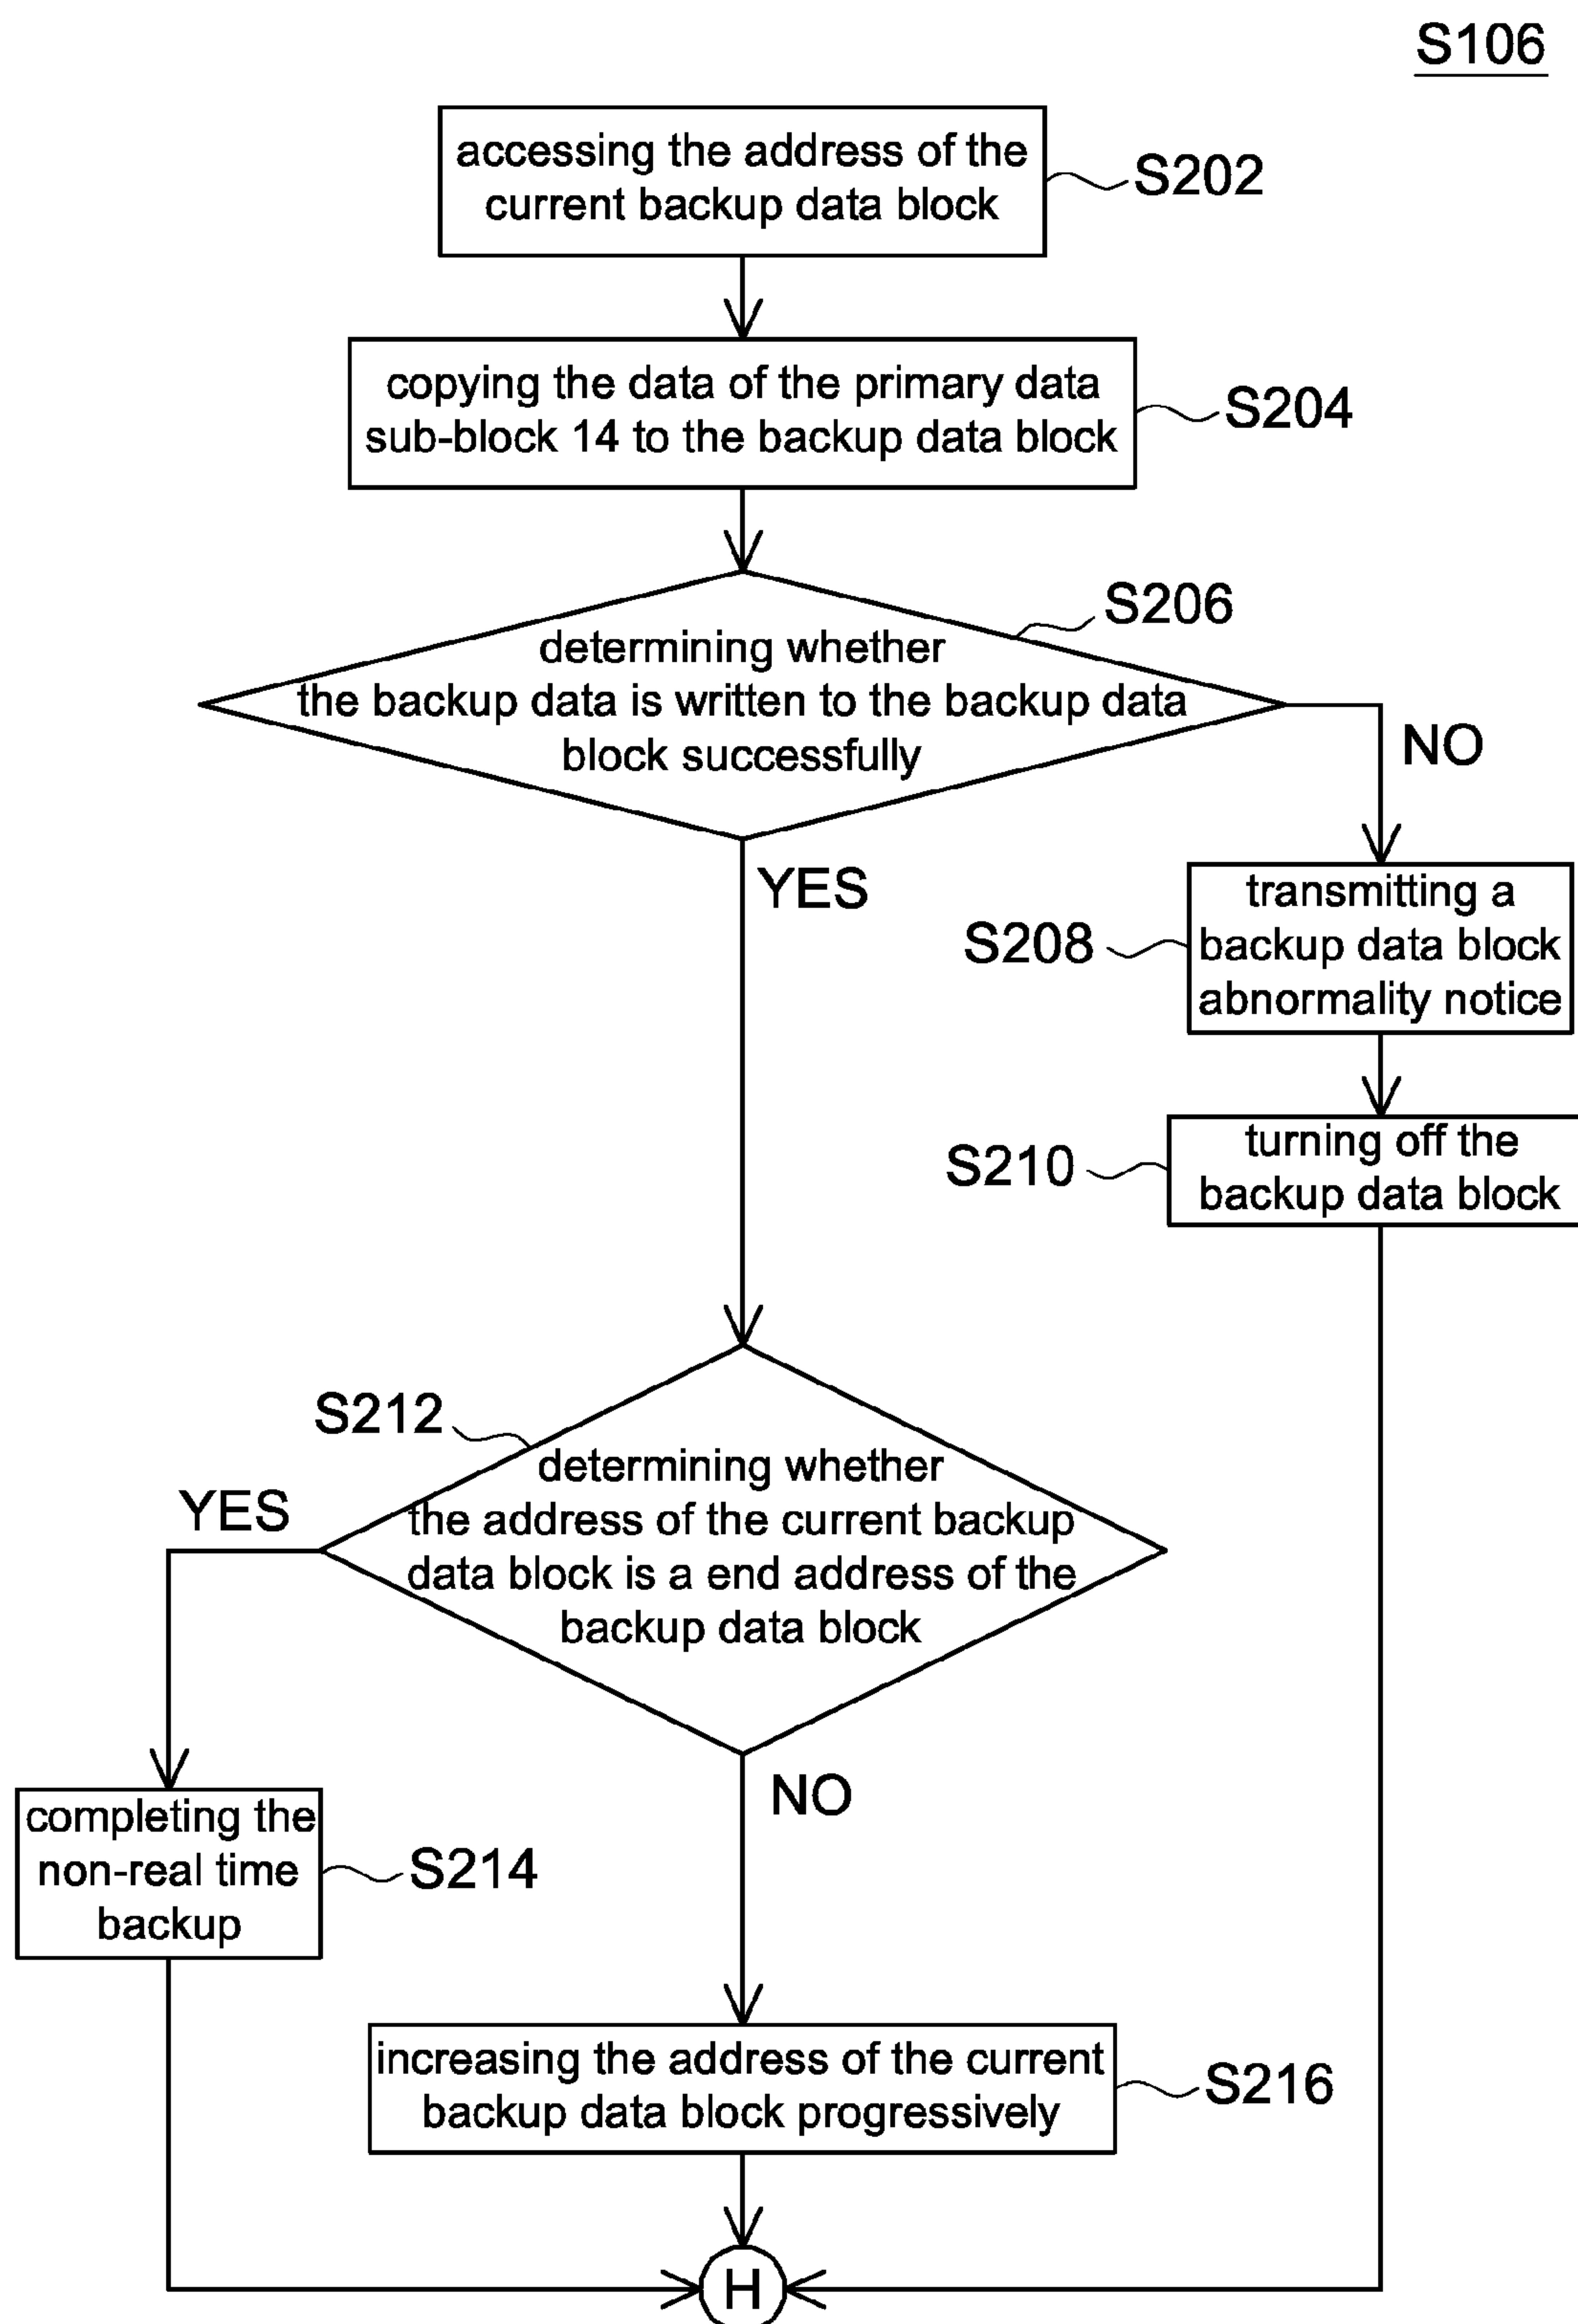 S106
accessing the address of the
current backup data block
S202
copying the data of the primary data
sub-block 14 to the backup data block
S204
S206
determining whether
the backup data is written to the backup data
block successfully
NO
YES
transmitting a
backup data block
abnormality notice
S208
turning off the
backup data block
S210
S212
determining whether
the address of the current backup
data block is a end address of the
backup data block
YES
NO
completing the
non-real time
backup
S214
increasing the address of the current
backup data block progressively
S216
H